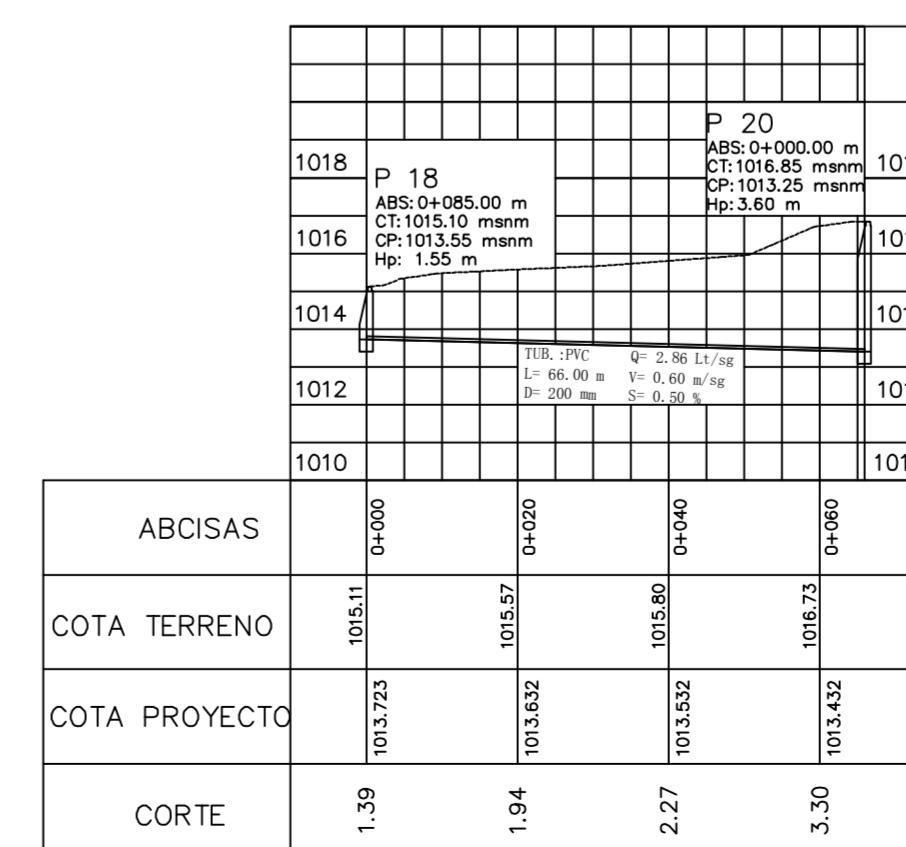 P 20
ABS: 0+000.00 m
CT: 1016.85 msnm
CP: 1013.25 msnm
Hp: 3.60 m
P 18
ABS: 0+085.00 m
CT: 1015.10 msnm
CP: 1013.55 msnm
Hp: 1.55 m
1018
1016
1014
1012
1010
TUB. :PVC Q= 2.86 Lt/sg
L= 66.00 m V= 0.60 m/sg
D= 200 mm S= 0.50 %
ABCISAS 0+000 0+020 0+040 0+060
COTA TERRENO 1015.11 1015.57 1015.80 1016.73
COTA PROYECTO 1013.723 1013.632 1013.532 1013.432
CORTE 1.39 1.94 2.27 3.30